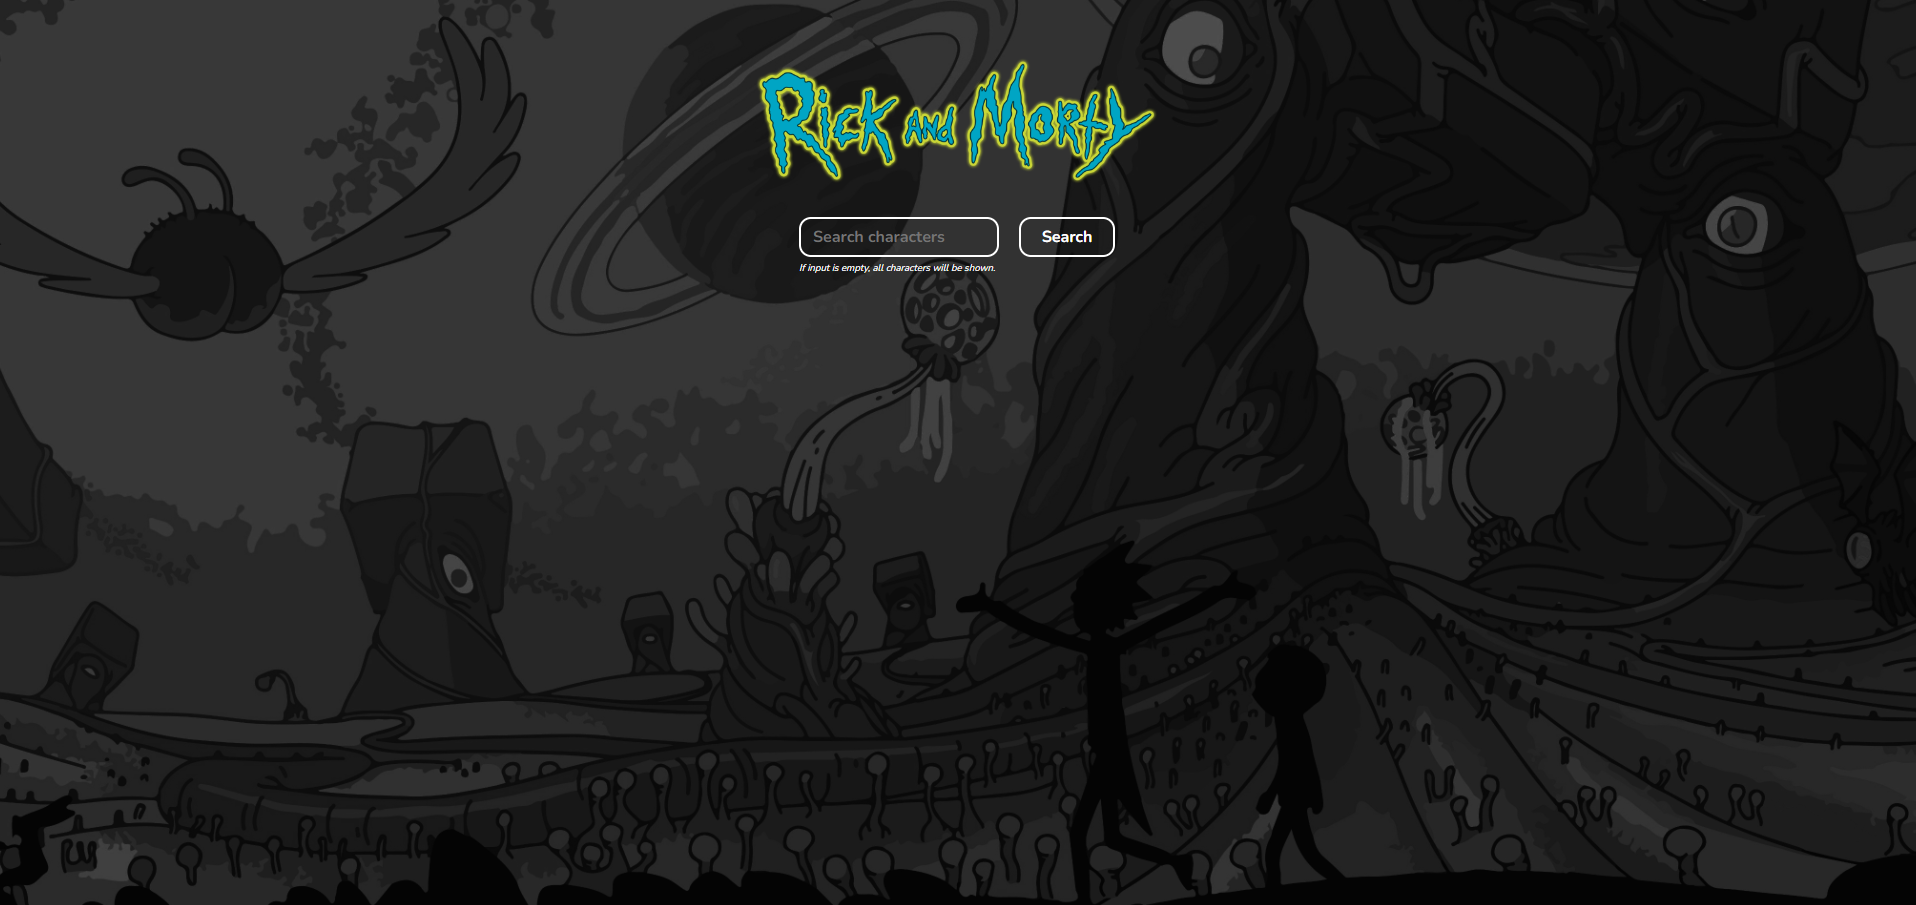 Rick and Morty
Search characters
Search
If input is empty, all characters will be shown.